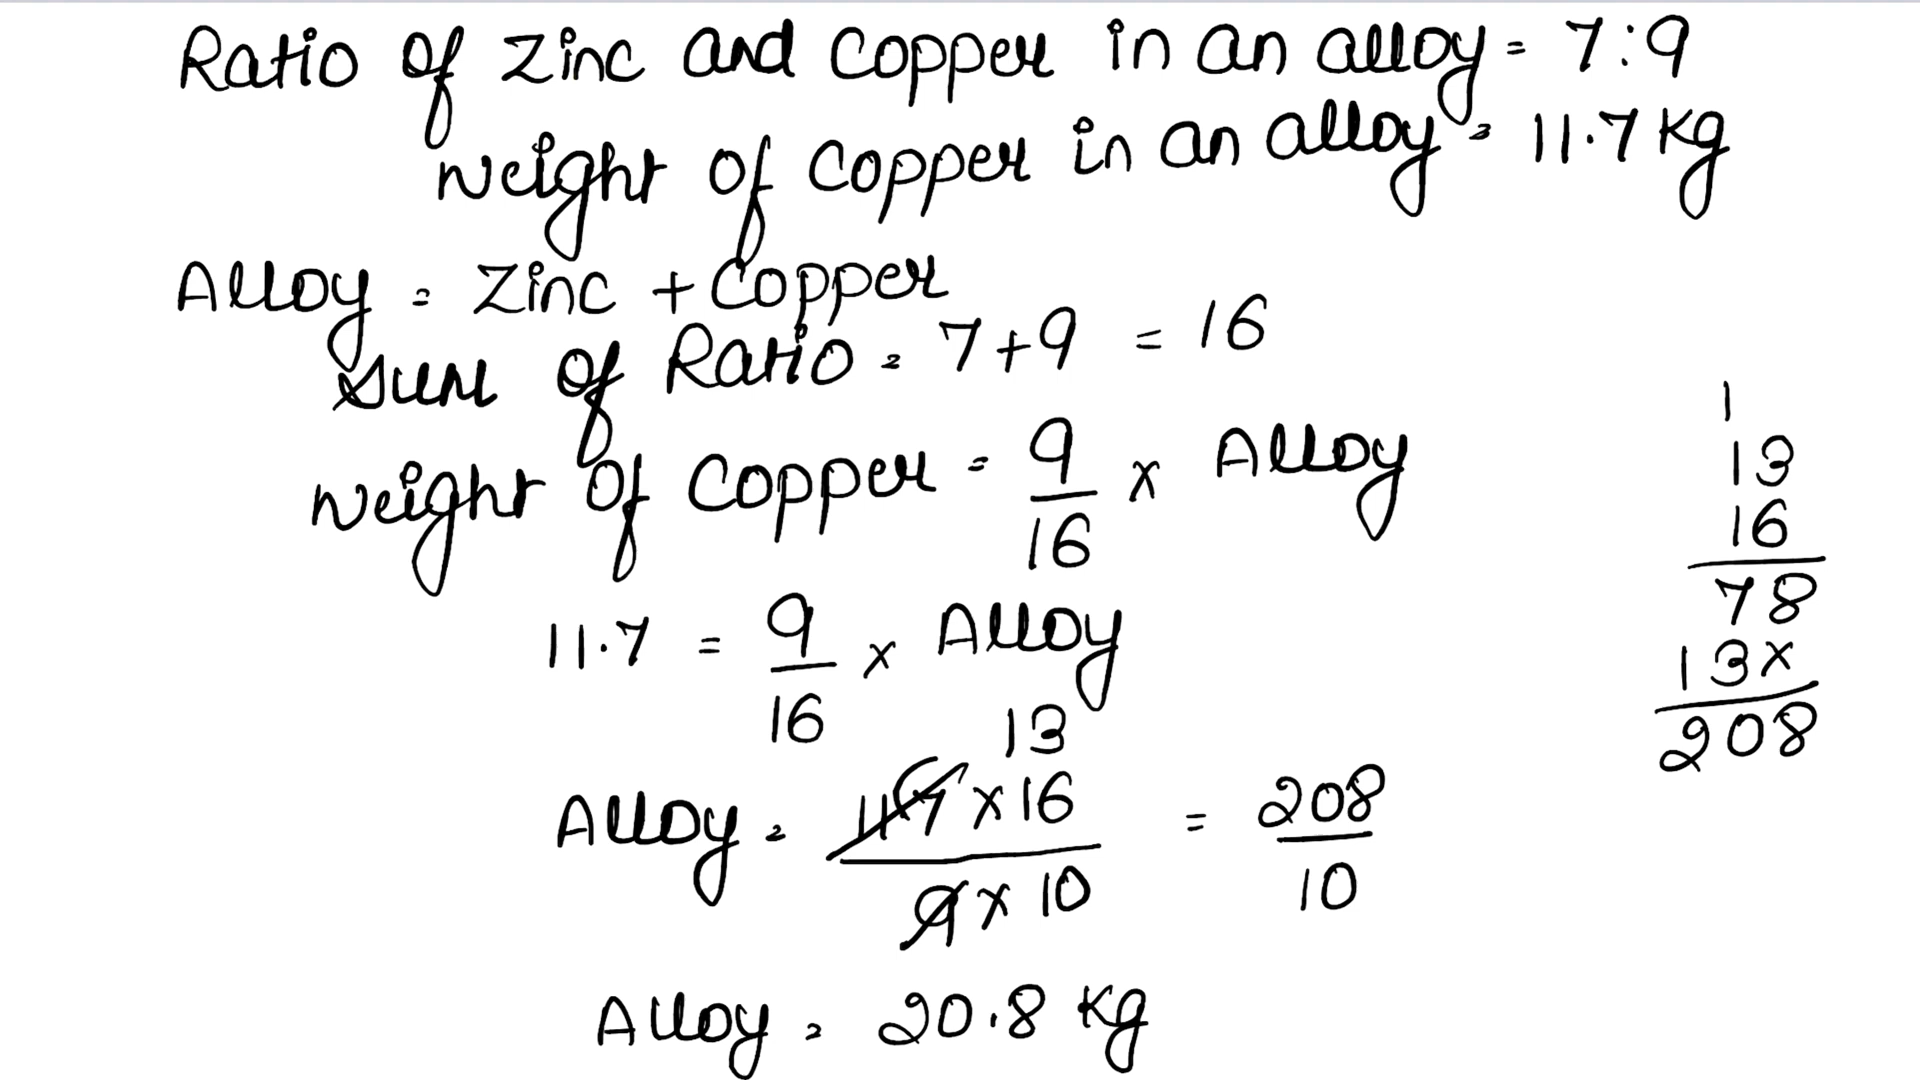 Ratio of Zinc and Copper in an alloy = 7:9
Weight of Copper in an alloy = 11.7 Kg
Alloy = Zinc + Copper
Sum of Ratio = 7+9 = 16
Weight of Copper = 9/16 x Alloy
11.7 = 9/16 x Alloy
13
Alloy = 117 x 16 / 9 x 10 = 208/10
Alloy = 20.8 Kg
1
13
16
78
13x
208